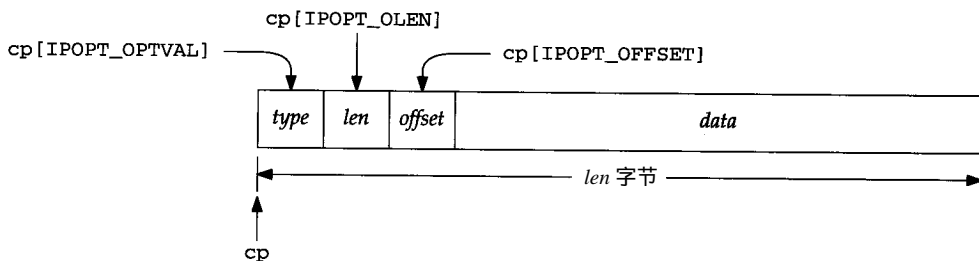 cp[IPOPT_OLEN]
cp[IPOPT_OPTVAL]
cp[IPOPT_OFFSET]
type len offset data
len 字节
cp